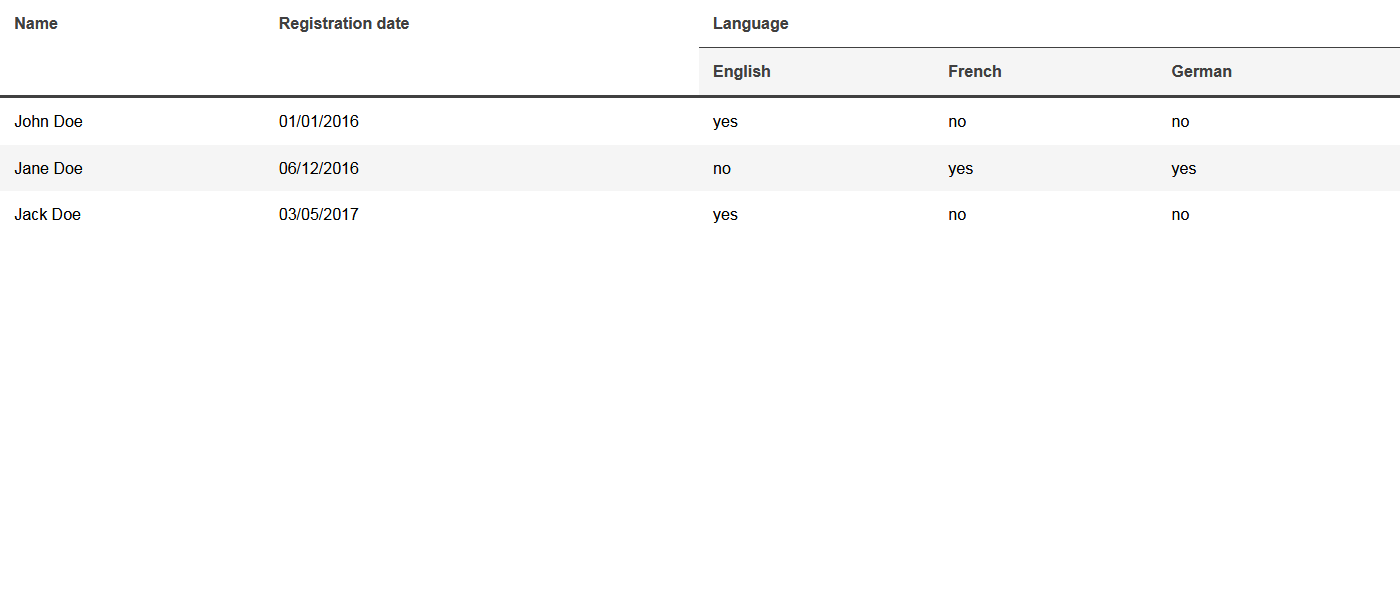 Name Registration date Language
English French German
John Doe 01/01/2016 yes no no
Jane Doe 06/12/2016 no yes yes
Jack Doe 03/05/2017 yes no no